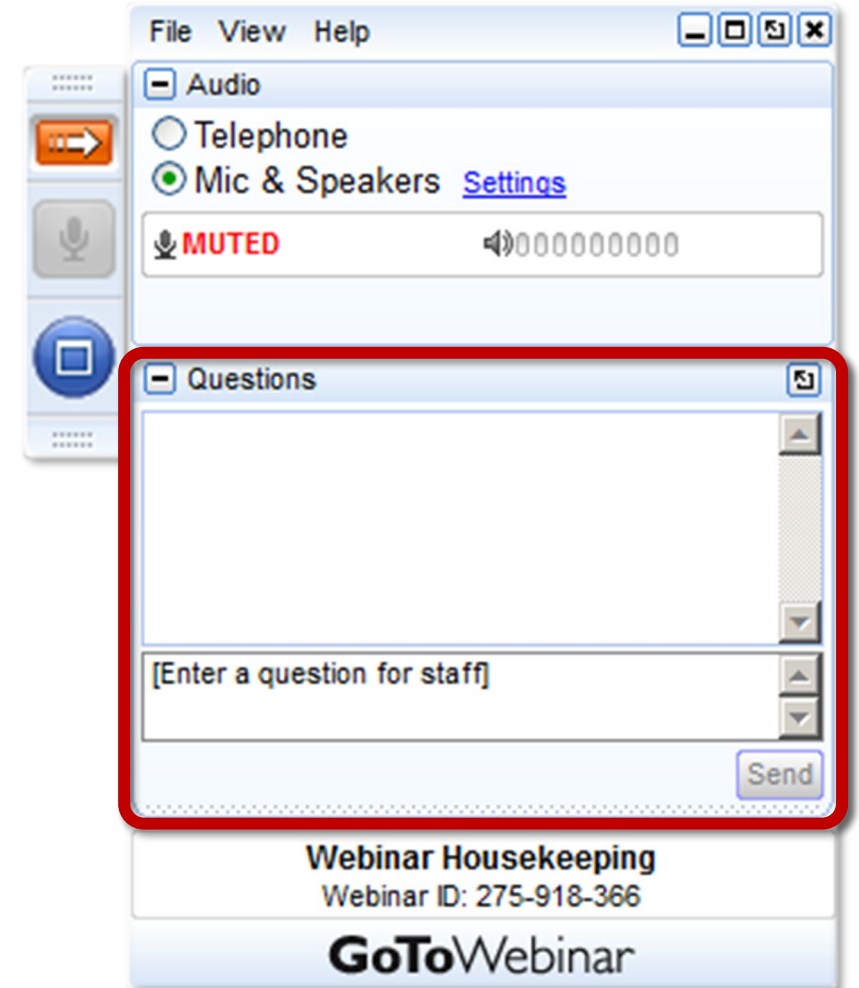 File View Help
Audio
Telephone
Mic & Speakers Settings
MUTED
Questions
[Enter a question for staff]
Send
Webinar Housekeeping
Webinar ID: 275-918-366
GoToWebinar